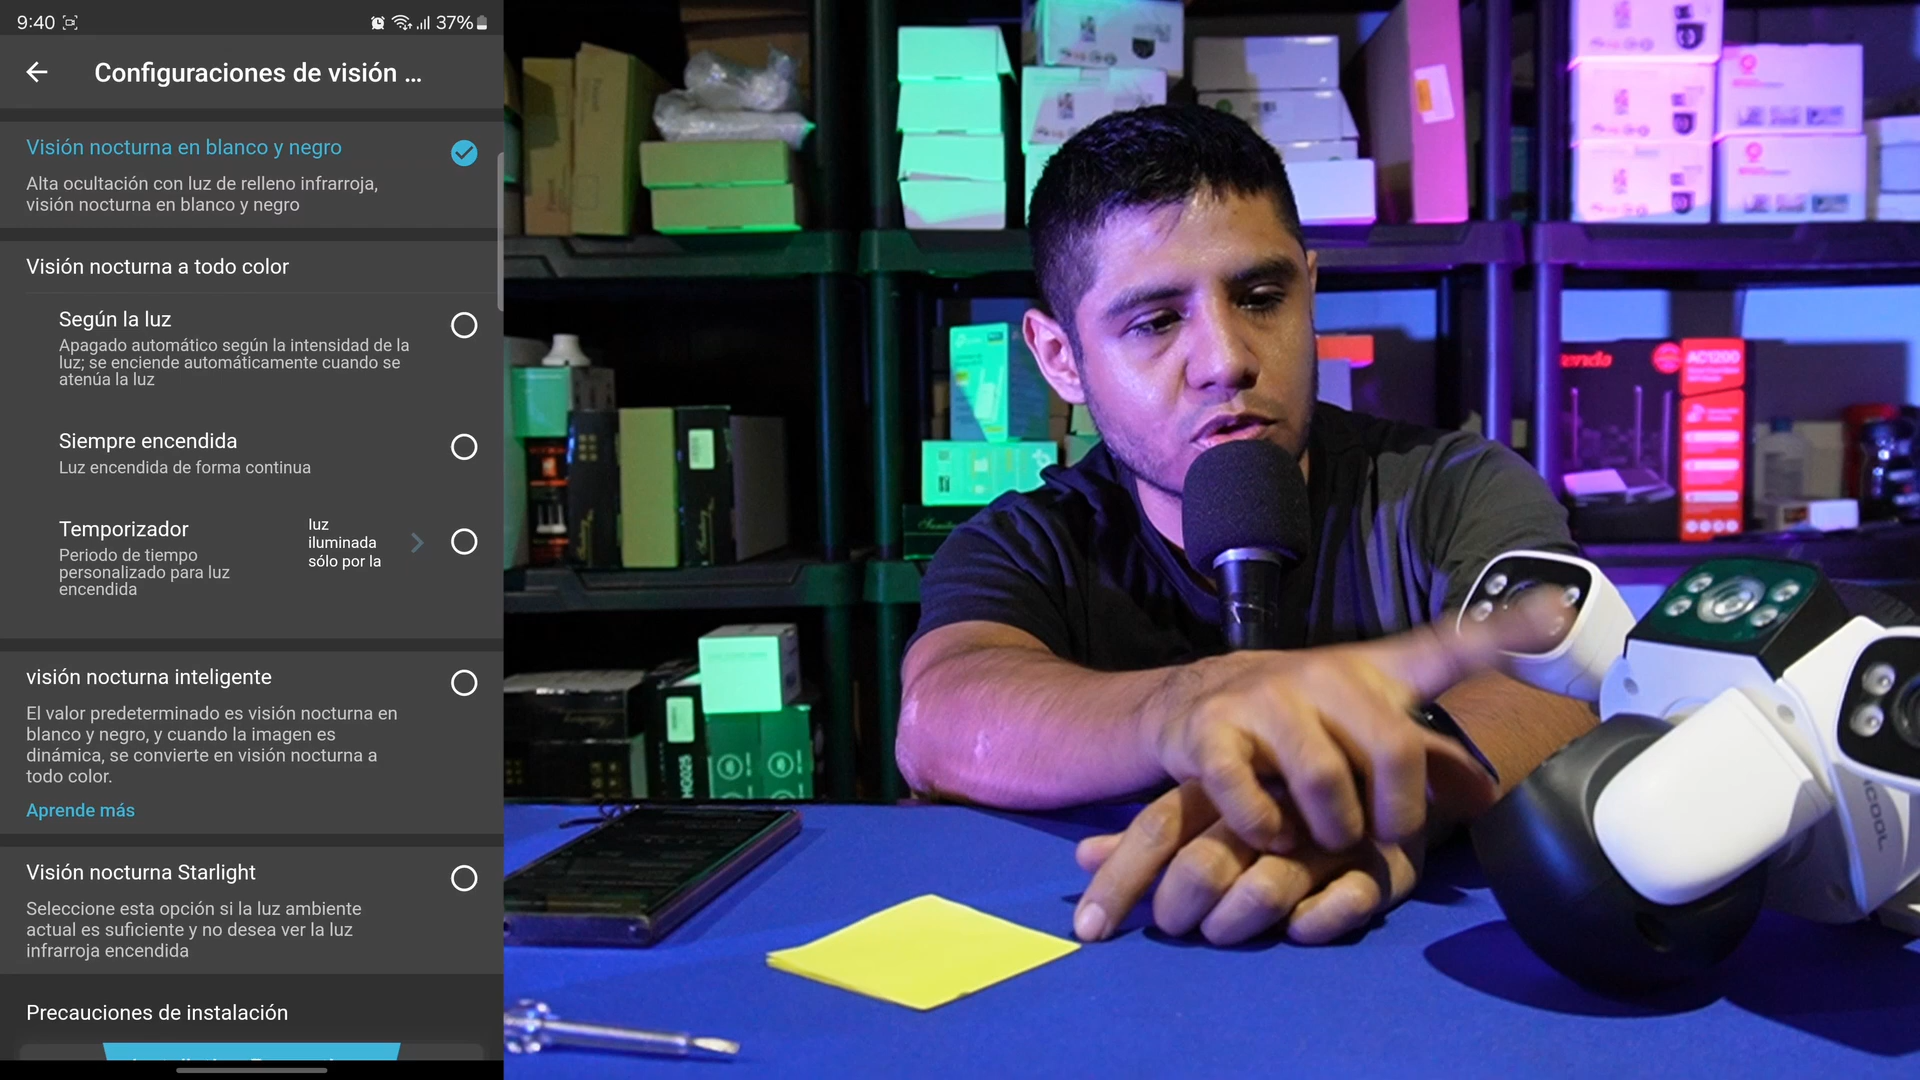 9:40
37%
Configuraciones de visión ...
Visión nocturna en blanco y negro
Alta ocultación con luz de relleno infrarroja,
visión nocturna en blanco y negro
Visión nocturna a todo color
Según la luz
Apagado automático según la intensidad de la
luz; se enciende automáticamente cuando se
atenúa la luz
Siempre encendida
Luz encendida de forma continua
Temporizador
Periodo de tiempo
personalizado para luz
encendida
luz
iluminada
sólo por la
visión nocturna inteligente
El valor predeterminado es visión nocturna en
blanco y negro, y cuando la imagen es
dinámica, se convierte en visión nocturna a
todo color.
Aprende más
Visión nocturna Starlight
Seleccione esta opción si la luz ambiente
actual es suficiente y no desea ver la luz
infrarroja encendida
Precauciones de instalación
AC1200
HG025
ICOOL